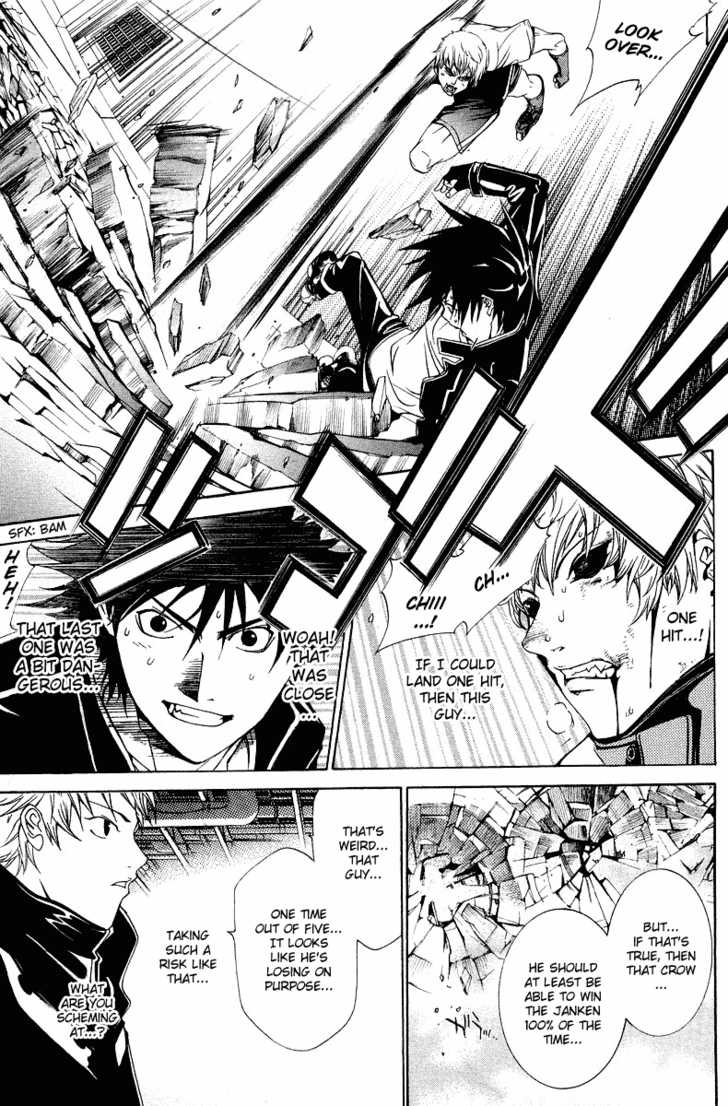 LOOK
OVER...
ONE
HIT...!
CH...
CHIII
...!
IF I COULD
LAND ONE HIT,
THEN THIS
GUY...
SFX: BAM
WOAH!
THAT
WAS
CLOSE
...
HEH!
THAT LAST
ONE WAS
A BIT DAN-
GEROUS...
BUT...
IF THAT'S
TRUE, THEN
THAT CROW
...
HE SHOULD
AT LEAST BE
ABLE TO WIN
THE JANKEN
100% OF THE
TIME...
THAT'S
WEIRD...
THAT
GUY...
ONE TIME
OUT OF FIVE...
IT LOOKS
LIKE HE'S
LOSING ON
PURPOSE...
TAKING
SUCH A
RISK LIKE
THAT...
WHAT
ARE YOU
SCHEMING
AT...?